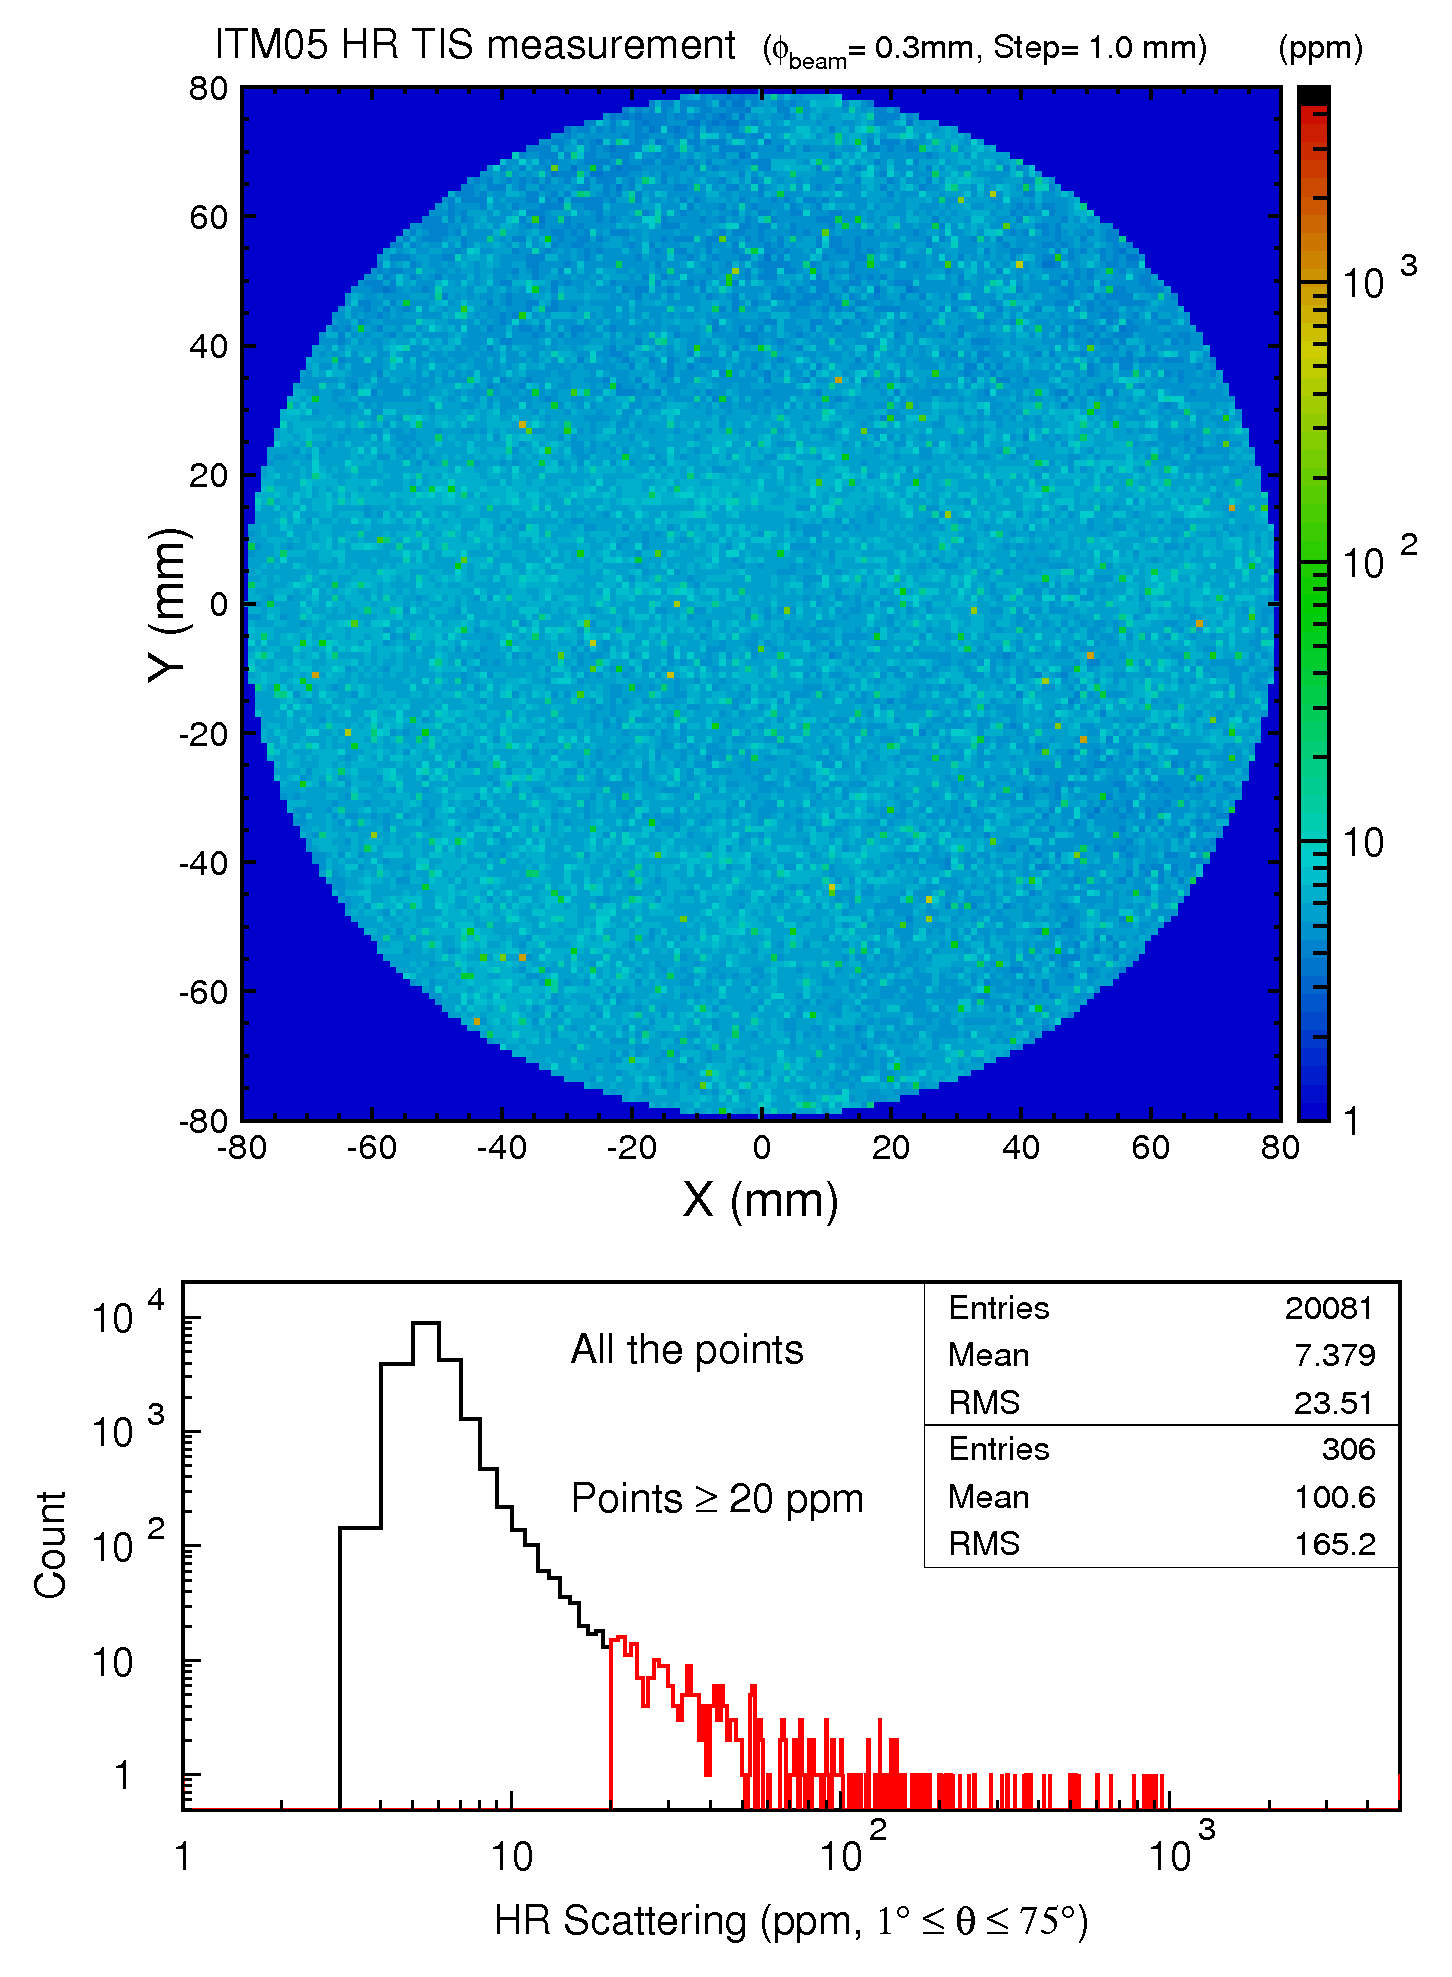 ITM05 HR TIS measurement (ϕbeam= 0.3mm, Step= 1.0 mm) (ppm)
80
60
40
20
0
-20
-40
-60
-80
Y (mm)
-80 -60 -40 -20 0 20 40 60 80
X (mm)
10³
10²
10
1
10⁴
10³
10²
10
1
Count
All the points
Points ≥ 20 ppm
Entries 20081
Mean 7.379
RMS 23.51
Entries 306
Mean 100.6
RMS 165.2
1 10 10² 10³
HR Scattering (ppm, 1° ≤ θ ≤ 75°)